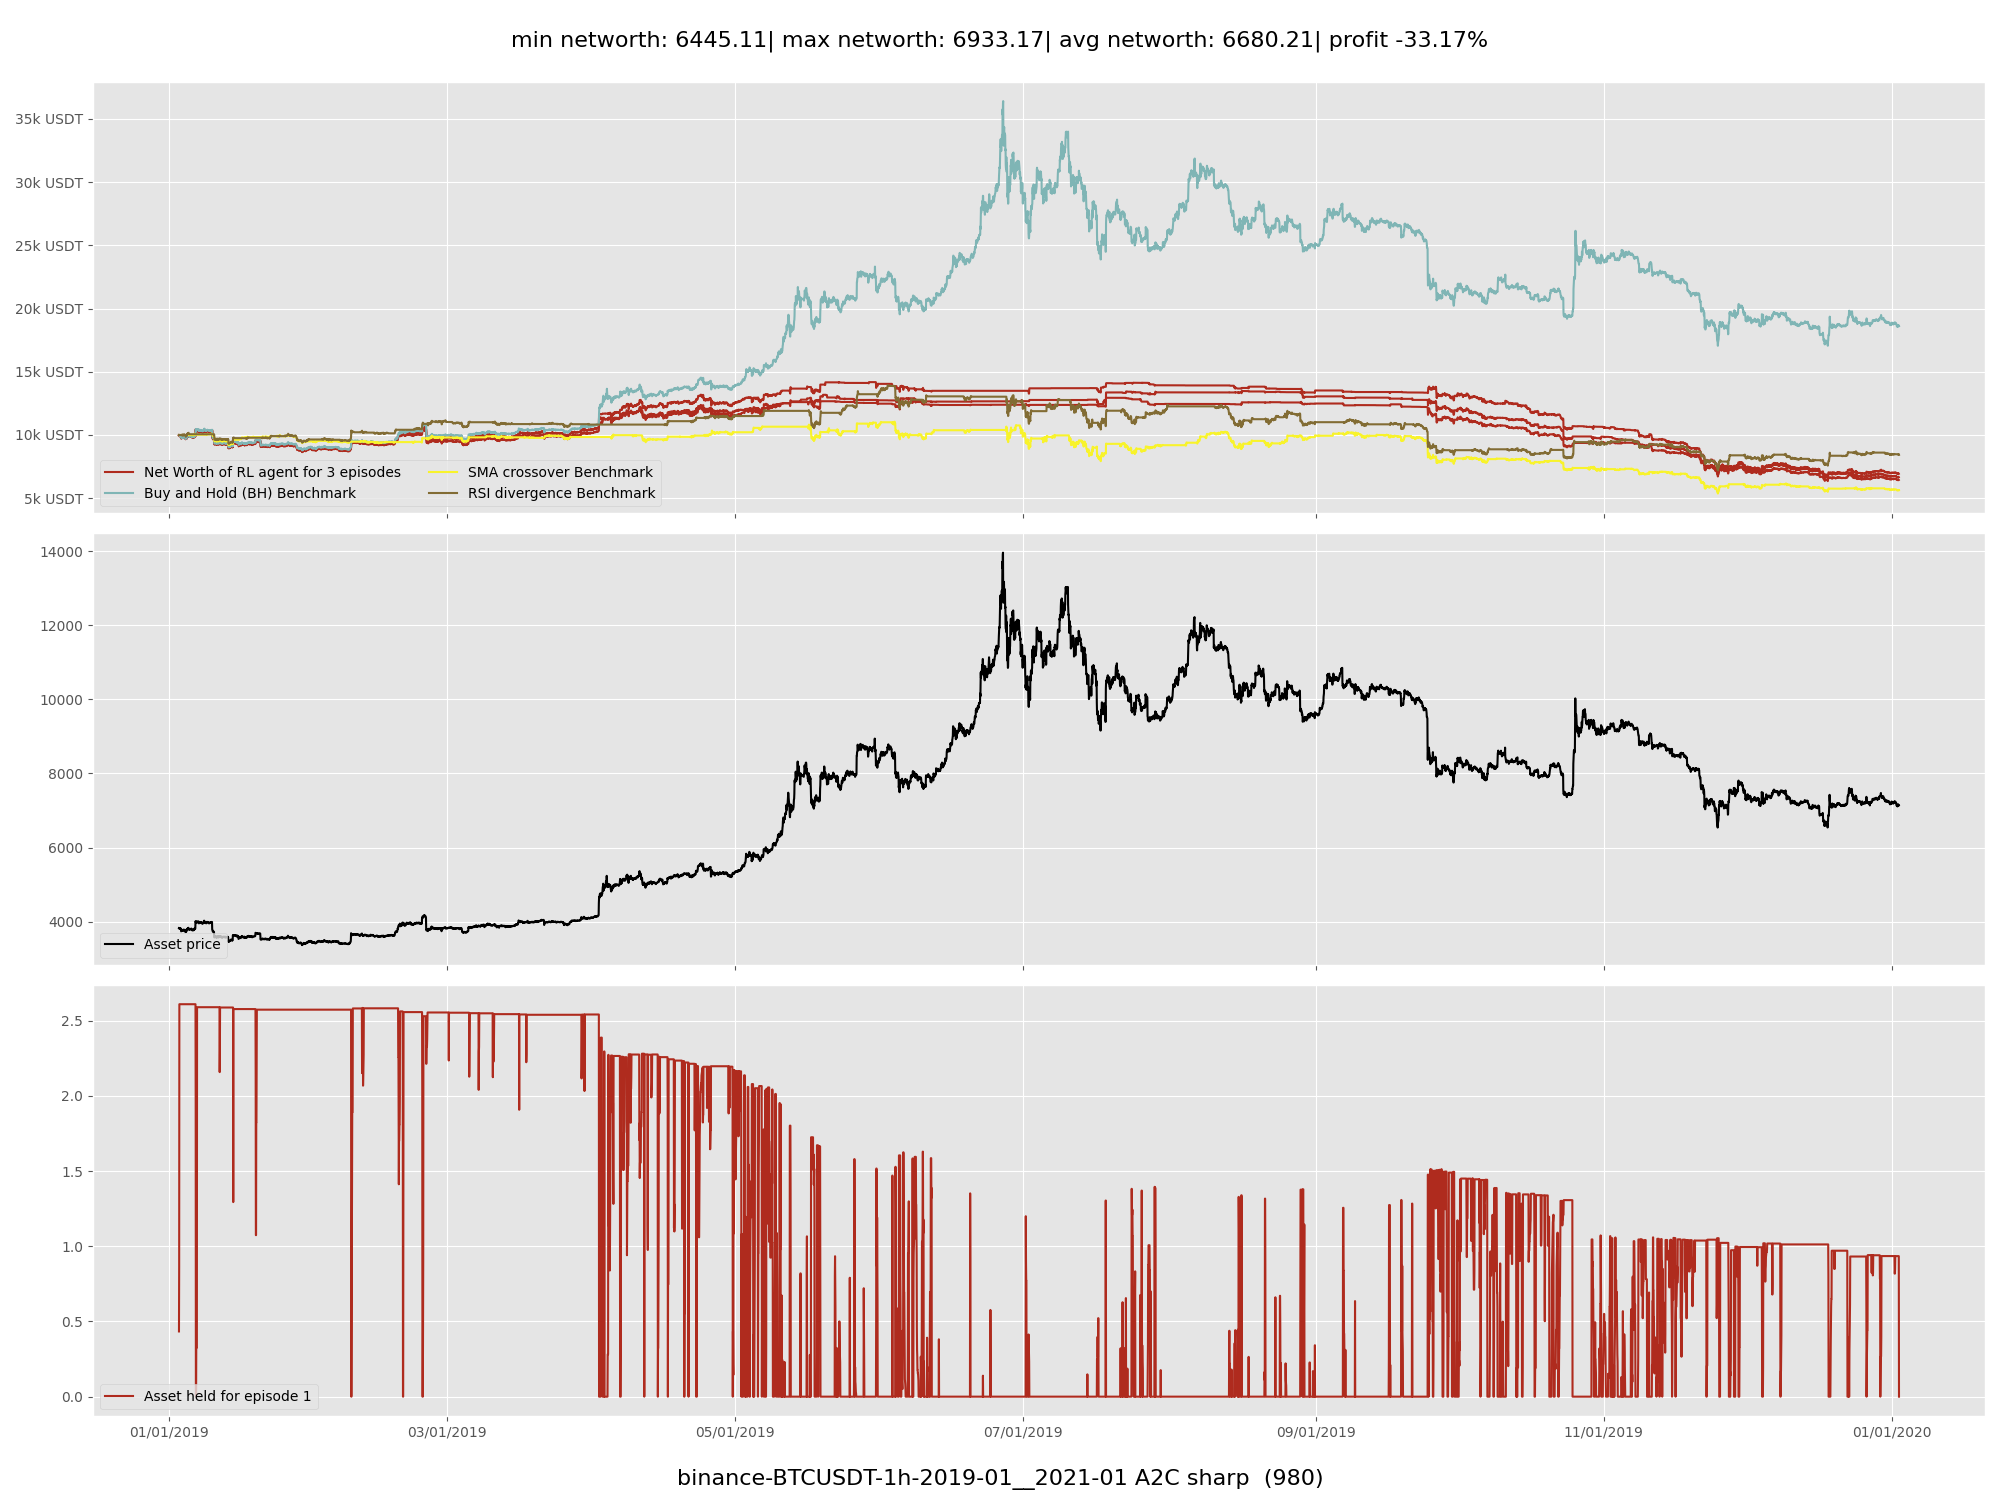 min networth: 6445.11| max networth: 6933.17| avg networth: 6680.21| profit -33.17%
35k USDT
30k USDT
25k USDT
20k USDT
15k USDT
10k USDT
5k USDT
Net Worth of RL agent for 3 episodes
Buy and Hold (BH) Benchmark
SMA crossover Benchmark
RSI divergence Benchmark
14000
12000
10000
8000
6000
4000
Asset price
2.5
2.0
1.5
1.0
0.5
0.0
Asset held for episode 1
01/01/2019 03/01/2019 05/01/2019 07/01/2019 09/01/2019 11/01/2019 01/01/2020
binance-BTCUSDT-1h-2019-01__2021-01 A2C sharp  (980)